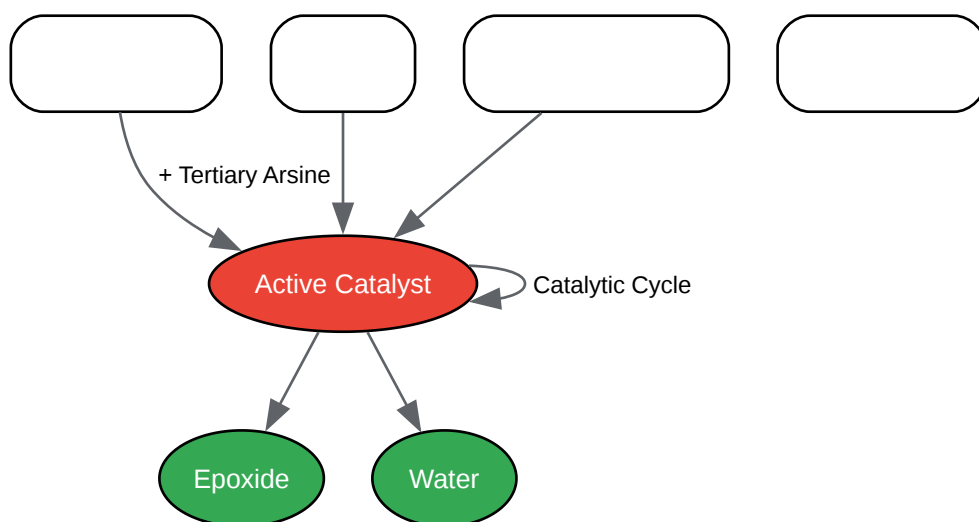 + Tertiary Arsine
Active Catalyst
Catalytic Cycle
Epoxide
Water